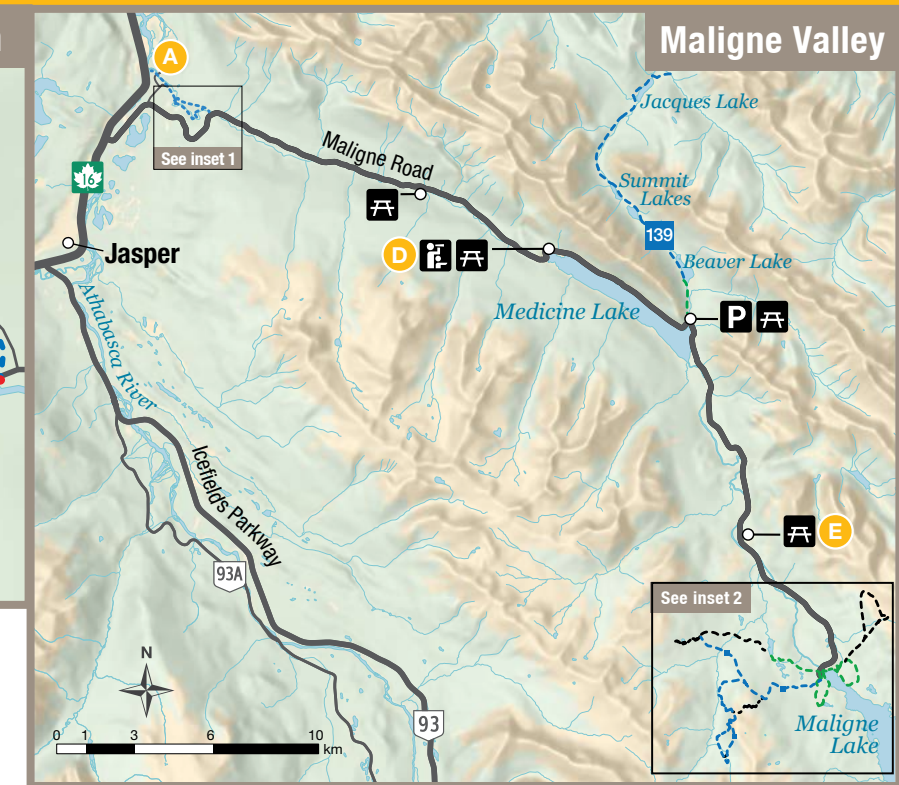 Maligne Valley
A
Jacques Lake
See inset 1
Maligne Road
16
Summit
Lakes
139
Jasper
D
Beaver Lake
Medicine Lake
P
Athabasca River
Icefields Parkway
E
93A
See inset 2
N
93
Maligne
Lake
0 1 3 6 10
km